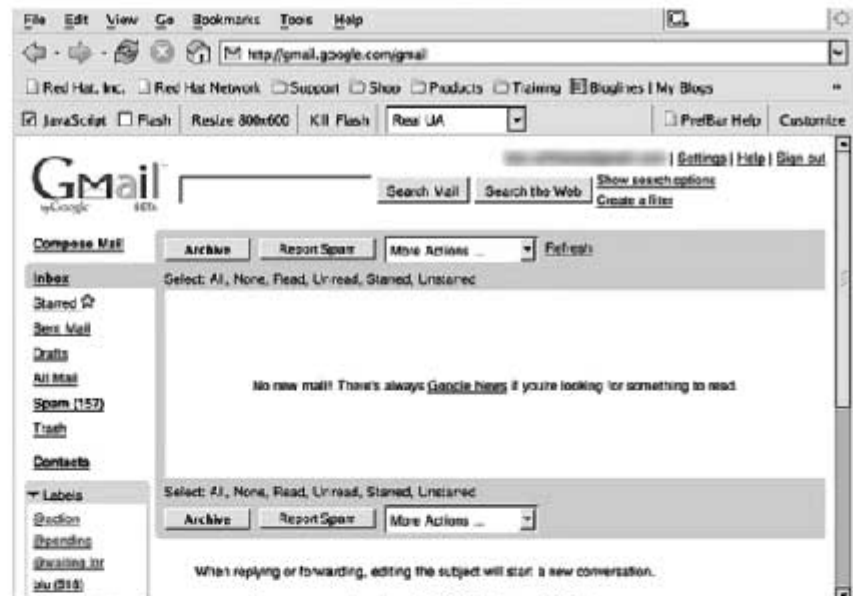 File Edit View Go Bookmarks Tools Help
http://gmail.google.com/gmail
Red Hat, Inc. Red Hat Network Support Shop Products Training Bloglines | My Blogs
JavaScript Flash Resize 800x600 Kill Flash Real UA PrefBar Help Customize
| Settings | Help | Sign out
GMail
by Google BETA
Search Mail Search the Web Show search options
Create a filter
Compose Mail
Archive Report Spam More Actions ... Refresh
Inbox
Select: All, None, Read, Unread, Starred, Unstarred
Starred
Sent Mail
Drafts
All Mail
No new mail! There's always Google News if you're looking for something to read.
Spam (157)
Trash
Contacts
Labels
Select: All, None, Read, Unread, Starred, Unstarred
Archive Report Spam More Actions ...
@action
@pending
@waiting for
When replying or forwarding, editing the subject will start a new conversation.